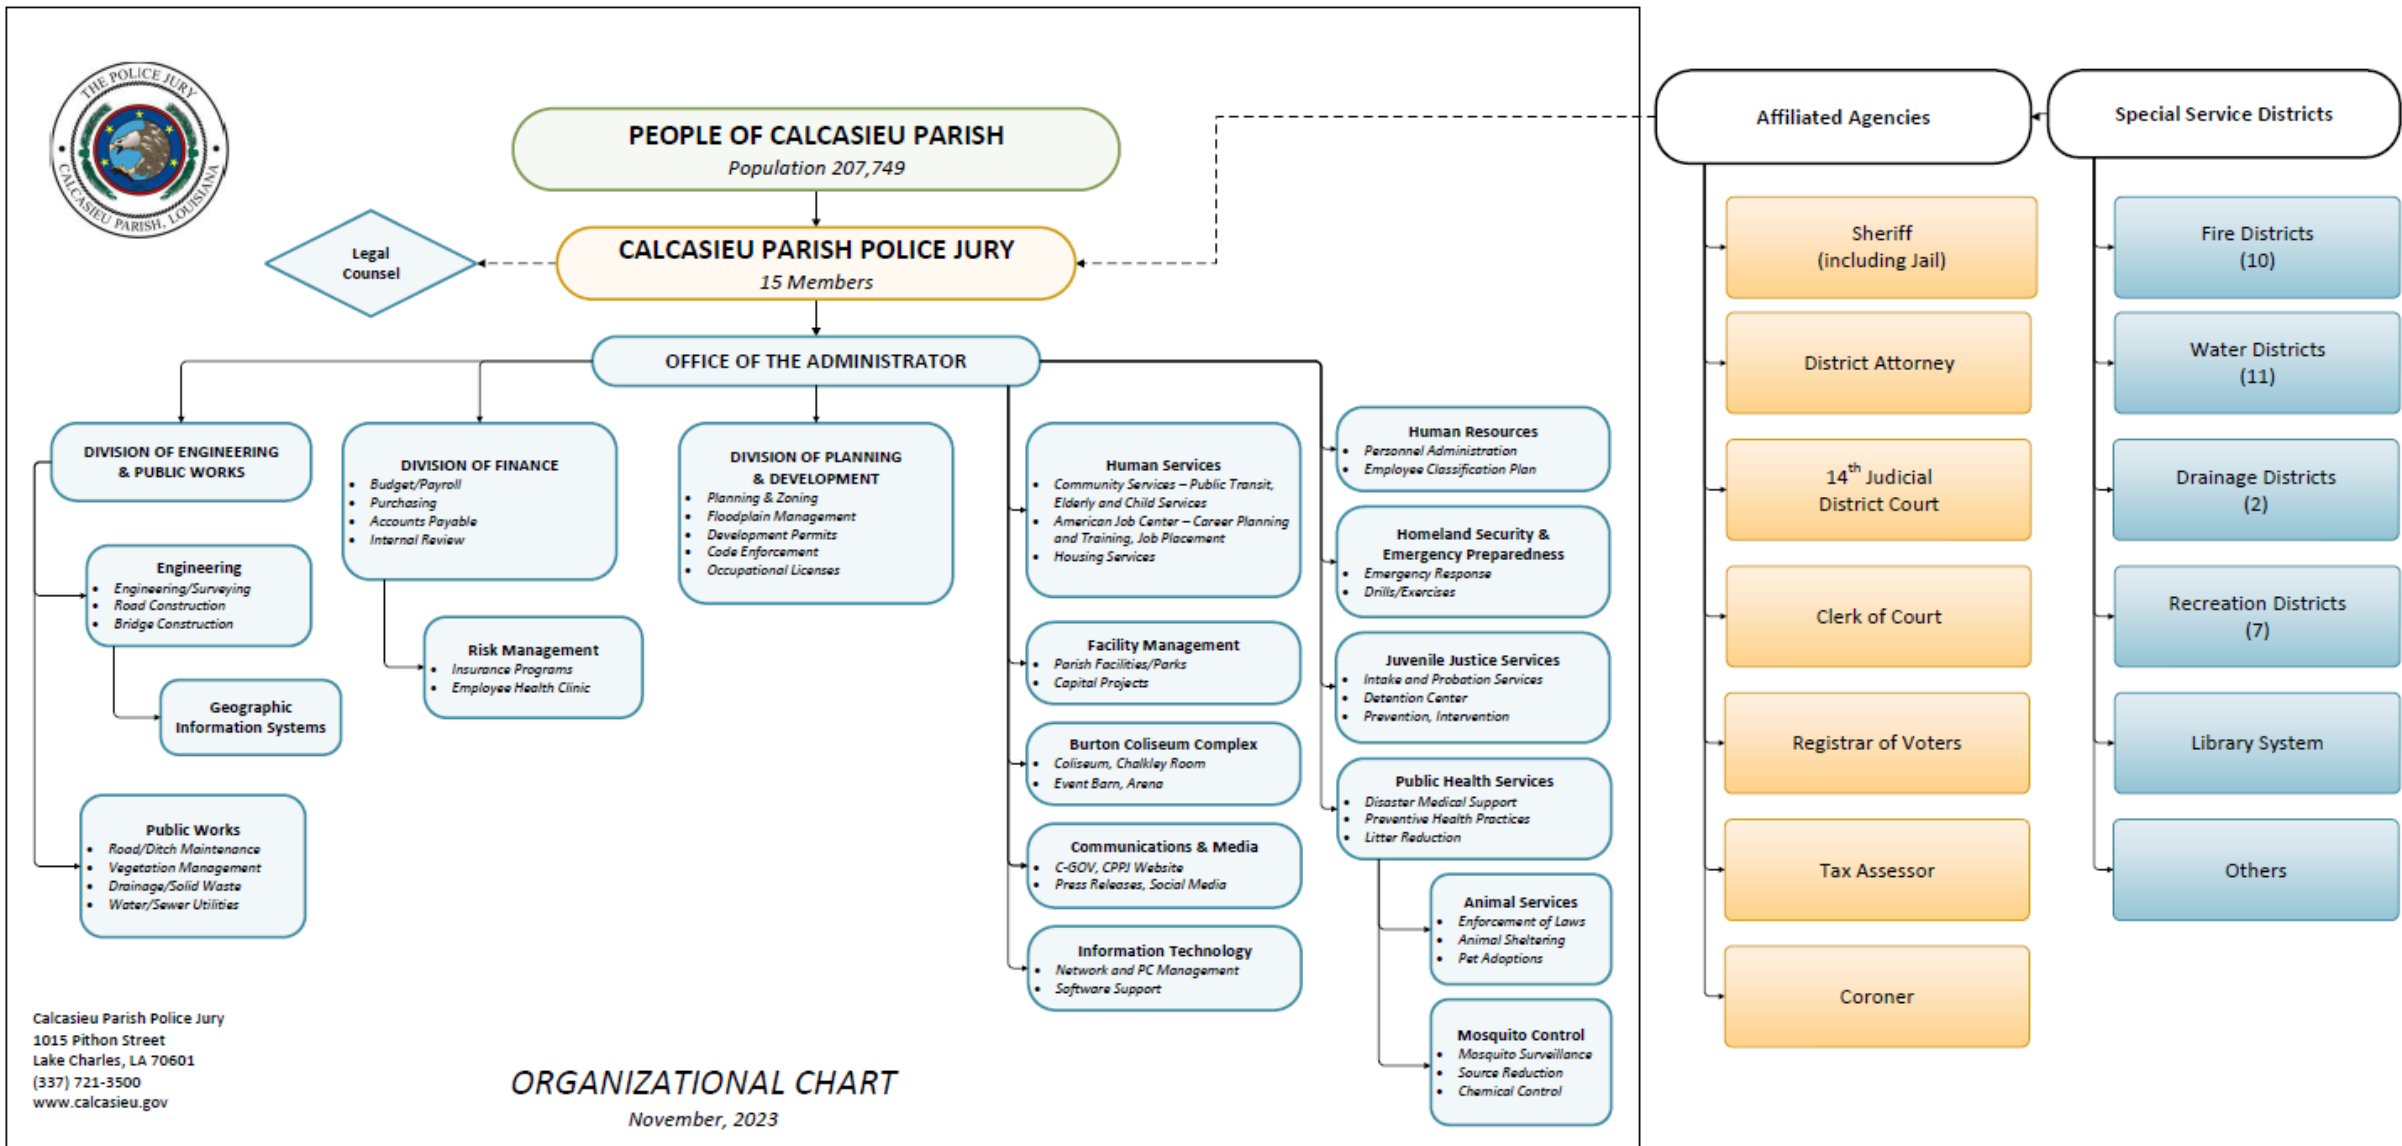 THE POLICE JURY
CALCASIEU PARISH, LOUISIANA
PEOPLE OF CALCASIEU PARISH
Population 207,749
Legal
Counsel
CALCASIEU PARISH POLICE JURY
15 Members
OFFICE OF THE ADMINISTRATOR
DIVISION OF ENGINEERING
& PUBLIC WORKS
Engineering
• Engineering/Surveying
• Road Construction
• Bridge Construction
Geographic
Information Systems
Public Works
• Road/Ditch Maintenance
• Vegetation Management
• Drainage/Solid Waste
• Water/Sewer Utilities
DIVISION OF FINANCE
• Budget/Payroll
• Purchasing
• Accounts Payable
• Internal Review
Risk Management
• Insurance Programs
• Employee Health Clinic
DIVISION OF PLANNING
& DEVELOPMENT
• Planning & Zoning
• Floodplain Management
• Development Permits
• Code Enforcement
• Occupational Licenses
Human Services
• Community Services – Public Transit,
Elderly and Child Services
• American Job Center – Career Planning
and Training, Job Placement
• Housing Services
Facility Management
• Parish Facilities/Parks
• Capital Projects
Burton Coliseum Complex
• Coliseum, Chalkley Room
• Event Barn, Arena
Communications & Media
• C-GOV, CPPJ Website
• Press Releases, Social Media
Information Technology
• Network and PC Management
• Software Support
Human Resources
• Personnel Administration
• Employee Classification Plan
Homeland Security &
Emergency Preparedness
• Emergency Response
• Drills/Exercises
Juvenile Justice Services
• Intake and Probation Services
• Detention Center
• Prevention, Intervention
Public Health Services
• Disaster Medical Support
• Preventive Health Practices
• Litter Reduction
Animal Services
• Enforcement of Laws
• Animal Sheltering
• Pet Adoptions
Mosquito Control
• Mosquito Surveillance
• Source Reduction
• Chemical Control
Affiliated Agencies
Sheriff
(including Jail)
District Attorney
14th Judicial
District Court
Clerk of Court
Registrar of Voters
Tax Assessor
Coroner
Special Service Districts
Fire Districts
(10)
Water Districts
(11)
Drainage Districts
(2)
Recreation Districts
(7)
Library System
Others
Calcasieu Parish Police Jury
1015 Pithon Street
Lake Charles, LA 70601
(337) 721-3500
www.calcasieu.gov
ORGANIZATIONAL CHART
November, 2023